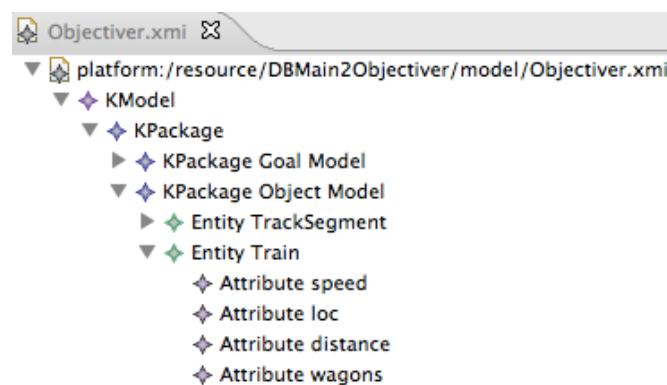 Objectiver.xmi
platform:/resource/DBMain2Objectiver/model/Objectiver.xmi
KModel
KPackage
KPackage Goal Model
KPackage Object Model
Entity TrackSegment
Entity Train
Attribute speed
Attribute loc
Attribute distance
Attribute wagons